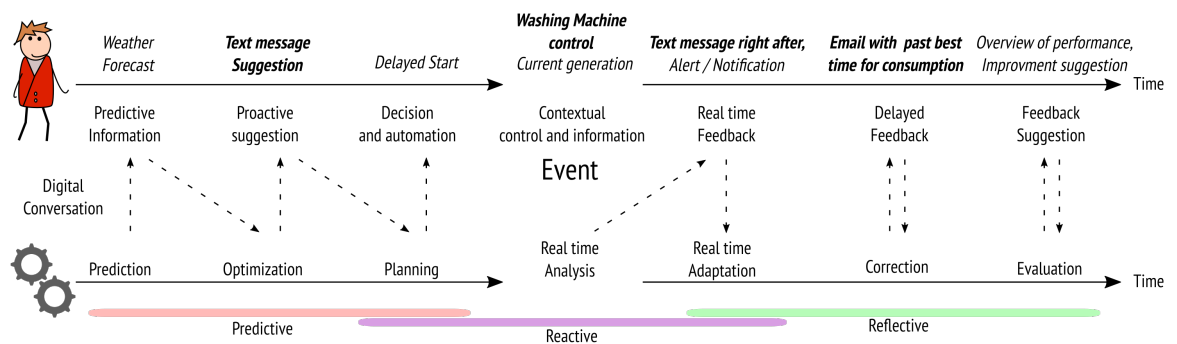 Weather
Forecast
Text message
Suggestion
Delayed Start
Washing Machine
control
Current generation
Text message right after,
Alert / Notification
Email with past best
time for consumption
Overview of performance,
Improvment suggestion
Time
Predictive
Information
Proactive
suggestion
Decision
and automation
Contextual
control and information
Event
Real time
Feedback
Delayed
Feedback
Feedback
Suggestion
Digital
Conversation
Prediction
Optimization
Planning
Real time
Analysis
Real time
Adaptation
Correction
Evaluation
Time
Predictive
Reactive
Reflective